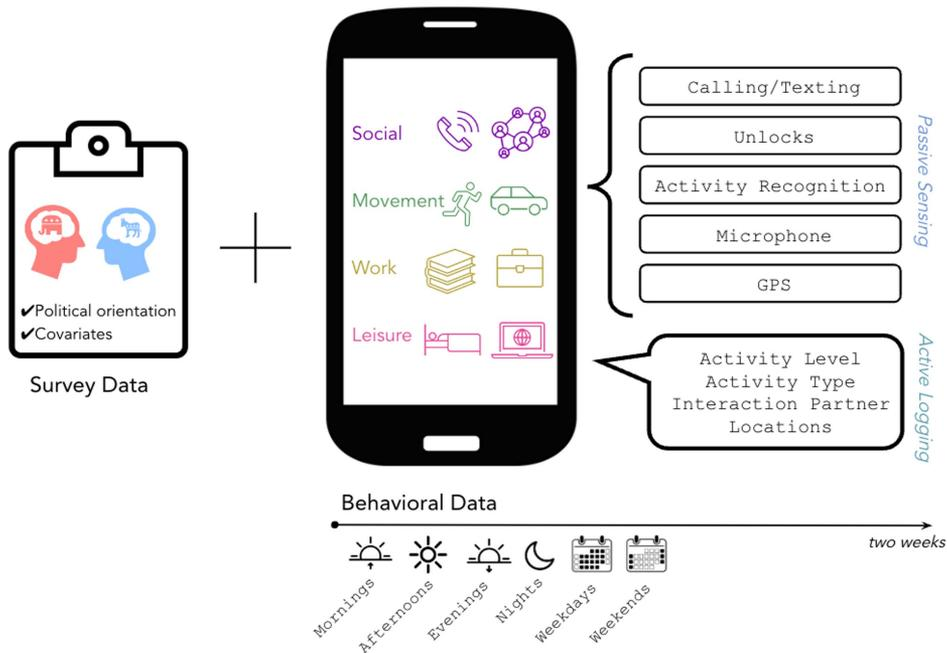 ✔Political orientation
✔Covariates
Survey Data
Social
Movement
Work
Leisure
Calling/Texting
Unlocks
Activity Recognition
Microphone
GPS
Passive Sensing
Activity Level
Activity Type
Interaction Partner
Locations
Active Logging
Behavioral Data
two weeks
Mornings
Afternoons
Evenings
Nights
Weekdays
Weekends